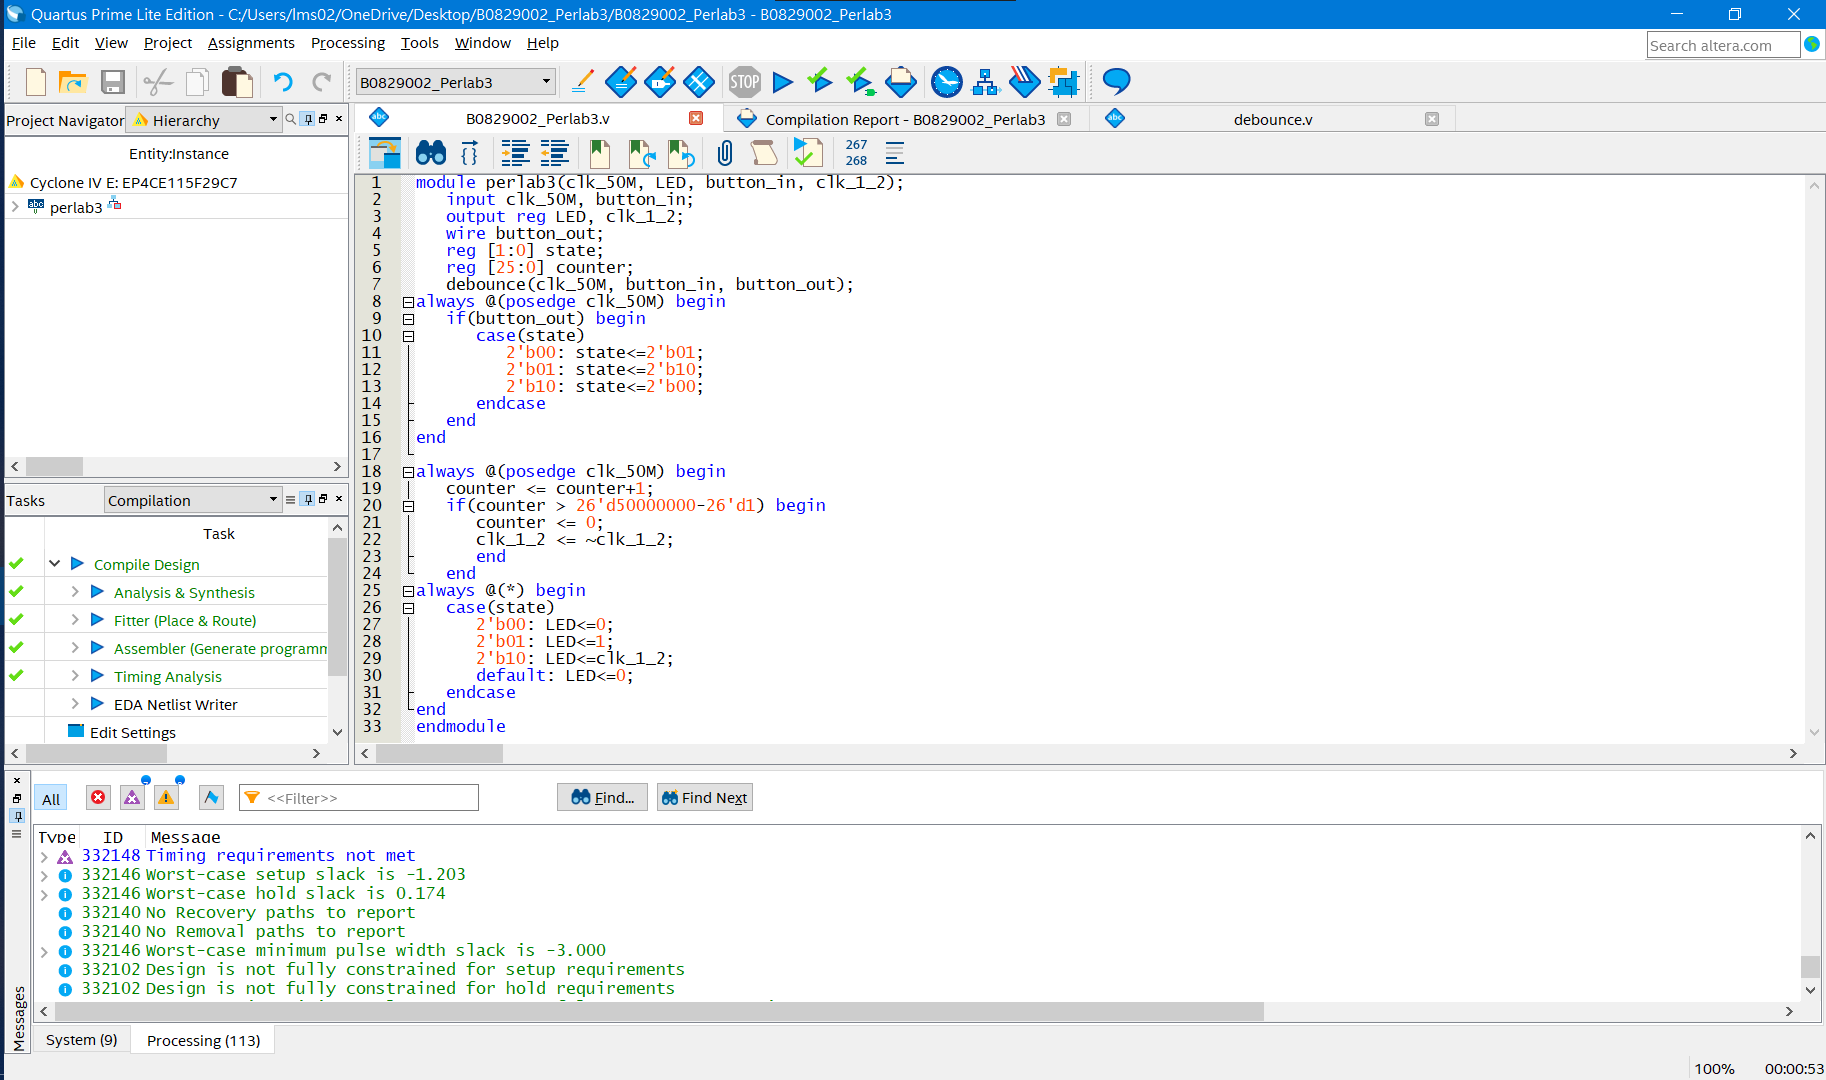 Quartus Prime Lite Edition - C:/Users/lms02/OneDrive/Desktop/B0829002_Perlab3/B0829002_Perlab3 - B0829002_Perlab3
File Edit View Project Assignments Processing Tools Window Help
Search altera.com
B0829002_Perlab3
STOP
Project Navigator Hierarchy
Entity:Instance
Cyclone IV E: EP4CE115F29C7
abc perlab3
abc B0829002_Perlab3.v
Compilation Report - B0829002_Perlab3
abc debounce.v
267
268
1 module perlab3(clk_50M, LED, button_in, clk_1_2);
2 input clk_50M, button_in;
3 output reg LED, clk_1_2;
4 wire button_out;
5 reg [1:0] state;
6 reg [25:0] counter;
7 debounce(clk_50M, button_in, button_out);
8 always @(posedge clk_50M) begin
9 if(button_out) begin
10 case(state)
11 2'b00: state<=2'b01;
12 2'b01: state<=2'b10;
13 2'b10: state<=2'b00;
14 endcase
15 end
16 end
17
18 always @(posedge clk_50M) begin
19 counter <= counter+1;
20 if(counter > 26'd50000000-26'd1) begin
21 counter <= 0;
22 clk_1_2 <= ~clk_1_2;
23 end
24 end
25 always @(*) begin
26 case(state)
27 2'b00: LED<=0;
28 2'b01: LED<=1;
29 2'b10: LED<=clk_1_2;
30 default: LED<=0;
31 endcase
32 end
33 endmodule
Tasks Compilation
Task
Compile Design
Analysis & Synthesis
Fitter (Place & Route)
Assembler (Generate programm
Timing Analysis
EDA Netlist Writer
Edit Settings
All <<Filter>> Find... Find Next
Type ID Message
332148 Timing requirements not met
332146 Worst-case setup slack is -1.203
332146 Worst-case hold slack is 0.174
332140 No Recovery paths to report
332140 No Removal paths to report
332146 Worst-case minimum pulse width slack is -3.000
332102 Design is not fully constrained for setup requirements
332102 Design is not fully constrained for hold requirements
Messages
System (9) Processing (113)
100% 00:00:53